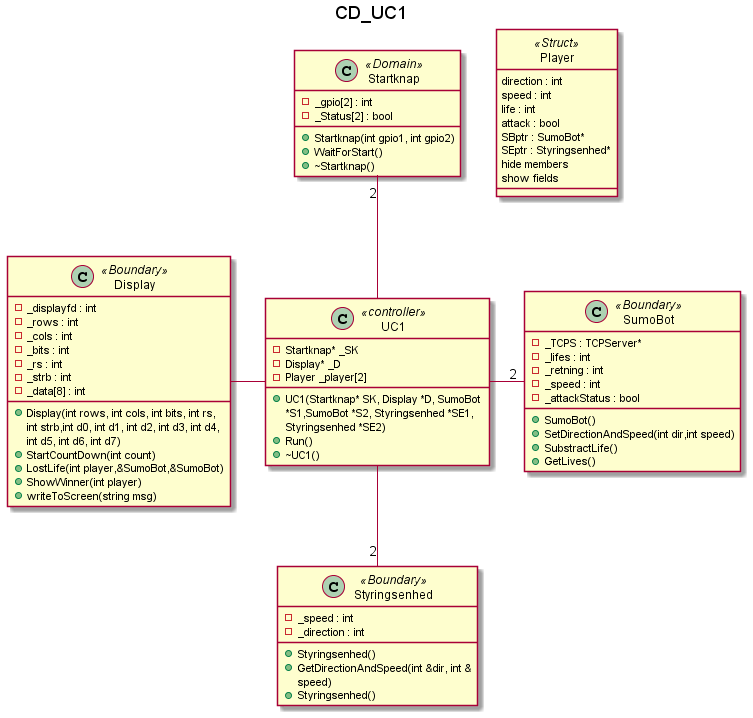 CD_UC1
«Domain»
Startknap
_gpio[2] : int
_Status[2] : bool
Startknap(int gpio1, int gpio2)
WaitForStart()
~Startknap()
«Struct»
Player
direction : int
speed : int
life : int
attack : bool
SBptr : SumoBot*
SEptr : Styringsenhed*
hide members
show fields
2
«Boundary»
Display
_displayfd : int
_rows : int
_cols : int
_bits : int
_rs : int
_strb : int
_data[8] : int
Display(int rows, int cols, int bits, int rs,
int strb,int d0, int d1, int d2, int d3, int d4,
int d5, int d6, int d7)
StartCountDown(int count)
LostLife(int player,&SumoBot,&SumoBot)
ShowWinner(int player)
writeToScreen(string msg)
«controller»
UC1
Startknap* _SK
Display* _D
Player _player[2]
UC1(Startknap* SK, Display *D, SumoBot
*S1,SumoBot *S2, Styringsenhed *SE1,
Styringsenhed *SE2)
Run()
~UC1()
2
«Boundary»
SumoBot
_TCPS : TCPServer*
_lifes : int
_retning : int
_speed : int
_attackStatus : bool
SumoBot()
SetDirectionAndSpeed(int dir,int speed)
SubstractLife()
GetLives()
2
«Boundary»
Styringsenhed
_speed : int
_direction : int
Styringsenhed()
GetDirectionAndSpeed(int &dir, int &
speed)
Styringsenhed()